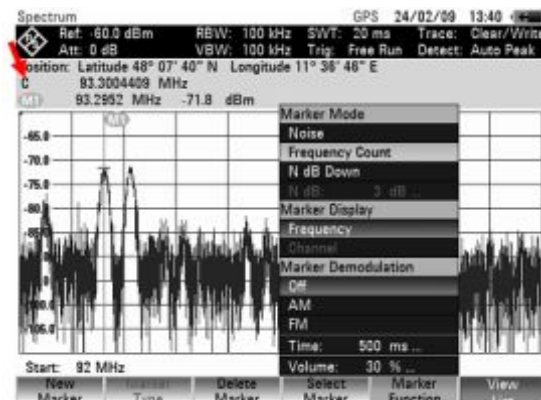 Spectrum GPS 24/02/09 13:40
Ref: -60.0 dBm RBW: 100 kHz SWT: 20 ms Trace: Clear/Write
Att: 0 dB VBW: 100 kHz Trig: Free Run Detect: Auto Peak
Position: Latitude 48° 07' 40" N Longitude 11° 36' 46" E
C 93.3004409 MHz
M1 93.2952 MHz -71.8 dBm
M1
Marker Mode
Noise
Frequency Count
N dB Down
N dB: 3 dB ...
Marker Display
Frequency
Channel
Marker Demodulation
Off
AM
FM
Time: 500 ms ...
Volume: 30 % ...
-65.0
-70.0
-75.0
-80.0
-105.0
Start: 92 MHz
New Marker
Marker Type
Delete Marker
Select Marker
Marker Function
View